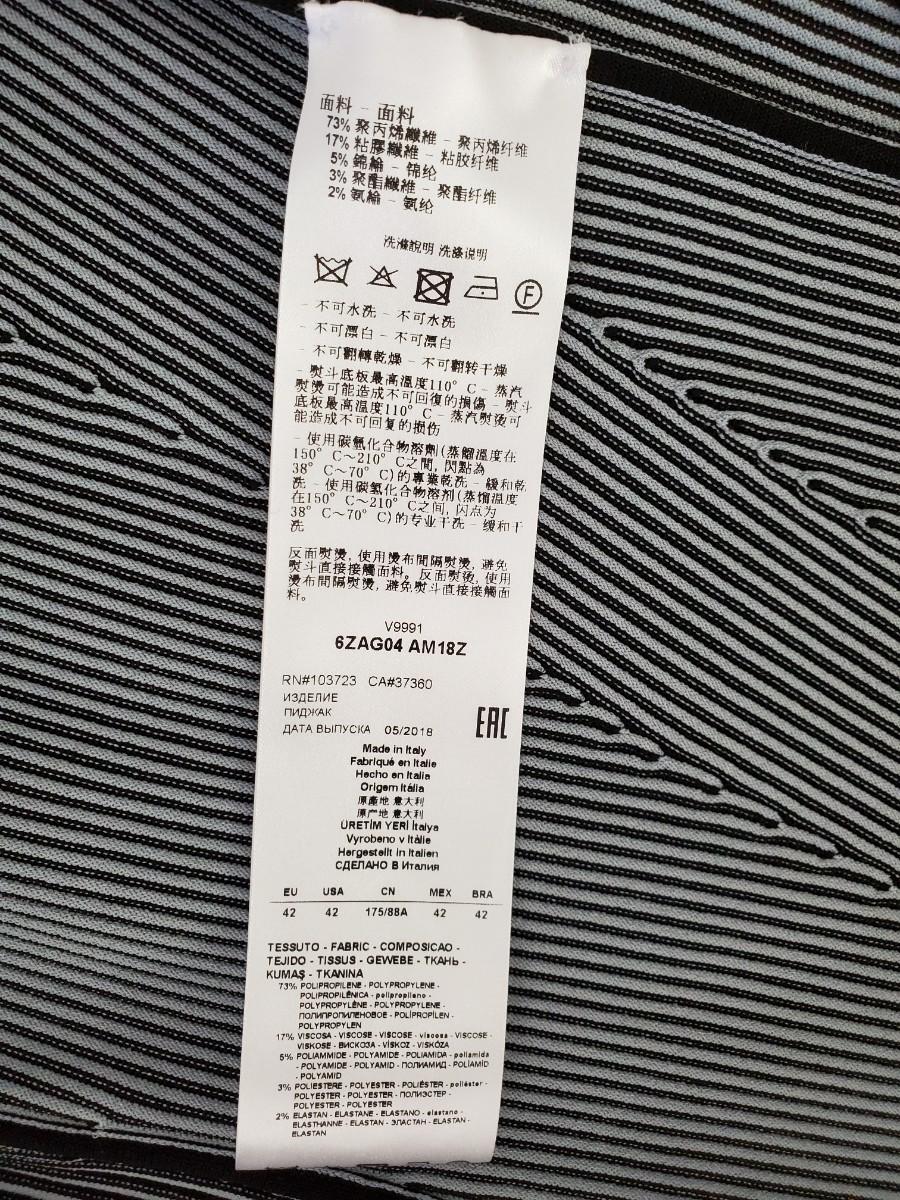 面料 - 面料
73% 聚丙烯纖維 - 聚丙烯纤维
17% 粘膠纖維 - 粘胶纤维
5% 錦綸 - 锦纶
3% 聚酯纖維 - 聚酯纤维
2% 氨綸 - 氨纶
洗滌說明 洗涤说明
F
- 不可水洗 - 不可水洗
- 不可漂白 - 不可漂白
- 不可翻轉乾燥 - 不可翻转干燥
- 熨斗底板最高溫度110° C - 蒸汽
熨燙可能造成不可回復的損傷 - 熨斗
底板最高温度110° C - 蒸汽熨烫可
能造成不可回复的损伤
- 使用碳氫化合物溶劑(蒸餾溫度在
150° C～210° C之間, 閃點為
38° C～70° C)的專業乾洗 - 緩和乾
洗 - 使用碳氢化合物溶剂(蒸馏温度
在150° C～210° C之间, 闪点为
38° C～70° C)的专业干洗 - 缓和干
洗
反面熨燙, 使用燙布間隔熨燙, 避免
熨斗直接接觸面料。 反面熨烫, 使用
燙布間隔熨燙, 避免熨斗直接接觸面
料。
V9991
6ZAG04 AM18Z
RN#103723 CA#37360
ИЗДЕЛИЕ
ПИДЖАК
ДАТА ВЫПУСКА 05/2018
EAC
Made in Italy
Fabriqué en Italie
Hecho en Italia
Origem Itália
原產地 意大利
原产地 意大利
ÜRETİM YERİ İtalya
Vyrobeno v Itálie
Hergestellt in Italien
СДЕЛАНО В Италия
EU USA CN MEX BRA
42 42 175/88A 42 42
TESSUTO - FABRIC - COMPOSICAO -
TEJIDO - TISSUS - GEWEBE - ТКАНЬ -
KUMAŞ - TKANINA
73% POLIPROPILENE - POLYPROPYLENE -
POLIPROPILÊNICA - polipropileno -
POLYPROPYLÈNE - POLYPROPYLENE -
ПОЛИПРОПИЛЕНОВОЕ - POLİPROPİLEN -
POLYPROPYLEN
17% VISCOSA - VISCOSE - VISCOSE - viscosa - VISCOSE -
VISKOSE - ВИСКОЗА - VİSKOZ - VISKÓZA
5% POLIAMMIDE - POLYAMIDE - POLIAMIDA - poliamida
- POLYAMIDE - POLYAMID - ПОЛИАМИД - POLİAMİD
- POLYAMID
3% POLIESTERE - POLYESTER - POLIÉSTER - poliéster -
POLYESTER - POLYESTER - ПОЛИЭСТЕР -
POLYESTER - POLYESTER
2% ELASTAN - ELASTANE - ELASTANO - elastano -
ELASTHANNE - ELASTAN - ЭЛАСТАН - ELASTAN -
ELASTAN